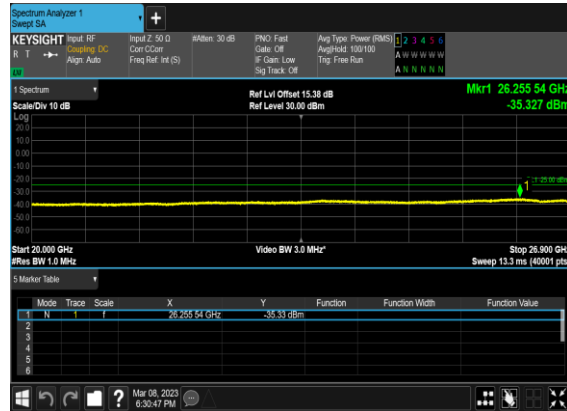 Spectrum Analyzer 1
Swept SA
+
KEYSIGHT Input: RF Input Z: 50 Ω #Atten: 30 dB PNO: Fast Avg Type: Power (RMS) 1 2 3 4 5 6
R T Coupling: DC Corr CCorr Gate: Off Avg|Hold: 100/100 A W W W W W
Align: Auto Freq Ref: Int (S) IF Gain: Low Trig: Free Run
Sig Track: Off A N N N N N
1 Spectrum
Ref Lvl Offset 15.38 dB Mkr1 26.255 54 GHz
Scale/Div 10 dB Ref Level 30.00 dBm -35.327 dBm
Log
20.0
10.0
0.00
-10.0
-20.0
-25.00 dBm
1
-30.0
-40.0
-50.0
-60.0
Start 20.000 GHz Video BW 3.0 MHz* Stop 26.900 GHz
#Res BW 1.0 MHz Sweep 13.3 ms (40001 pts)
5 Marker Table
Mode Trace Scale X Y Function Function Width Function Value
1 N 1 f 26.255 54 GHz -35.33 dBm
2
3
4
5
6
? Mar 08, 2023
6:30:47 PM